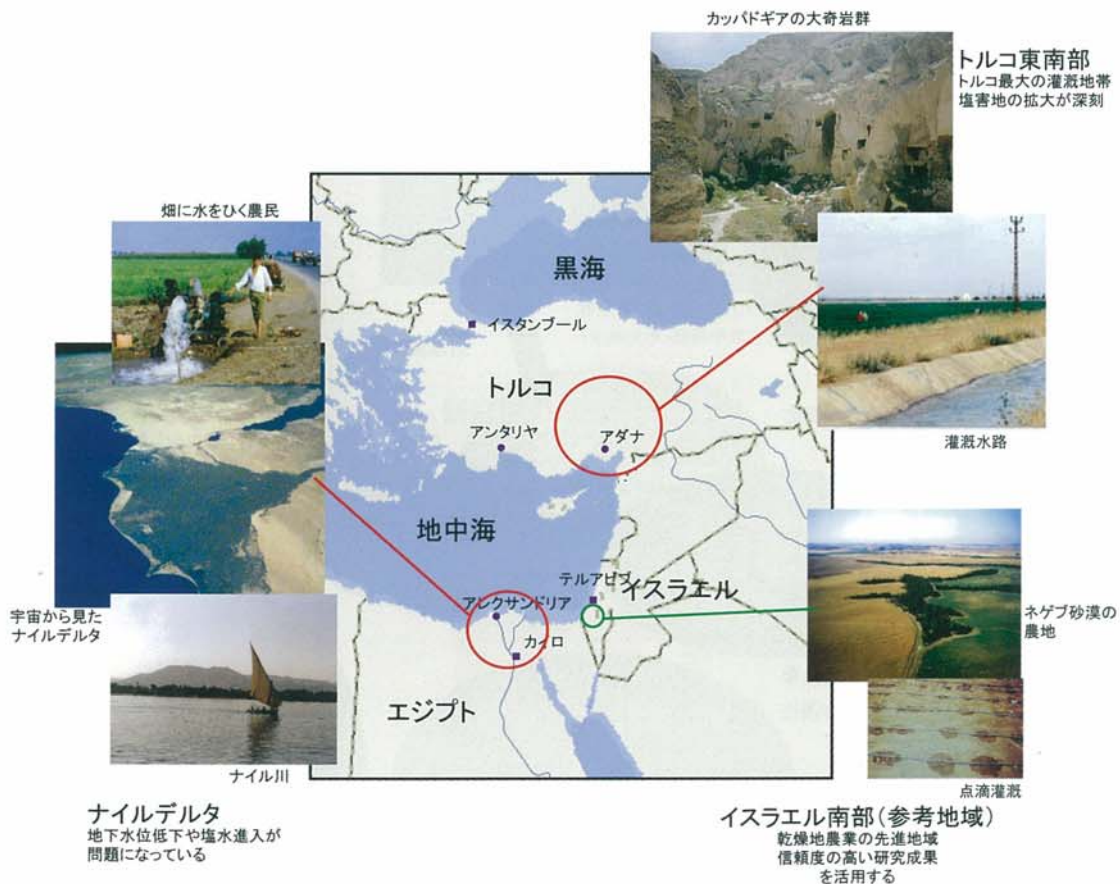 カッパドギアの大奇岩群
トルコ東南部
トルコ最大の灌漑地帯
塩害地の拡大が深刻
畑に水をひく農民
黒海
イスタンブール
トルコ
アンタリヤ
アダナ
灌漑水路
地中海
テルアビブ
イスラエル
アレクサンドリア
カイロ
エジプト
宇宙から見た
ナイルデルタ
ネゲブ砂漠の
農地
ナイル川
点滴灌漑
ナイルデルタ
地下水位低下や塩水進入が
問題になっている
イスラエル南部(参考地域)
乾燥地農業の先進地域
信頼度の高い研究成果
を活用する